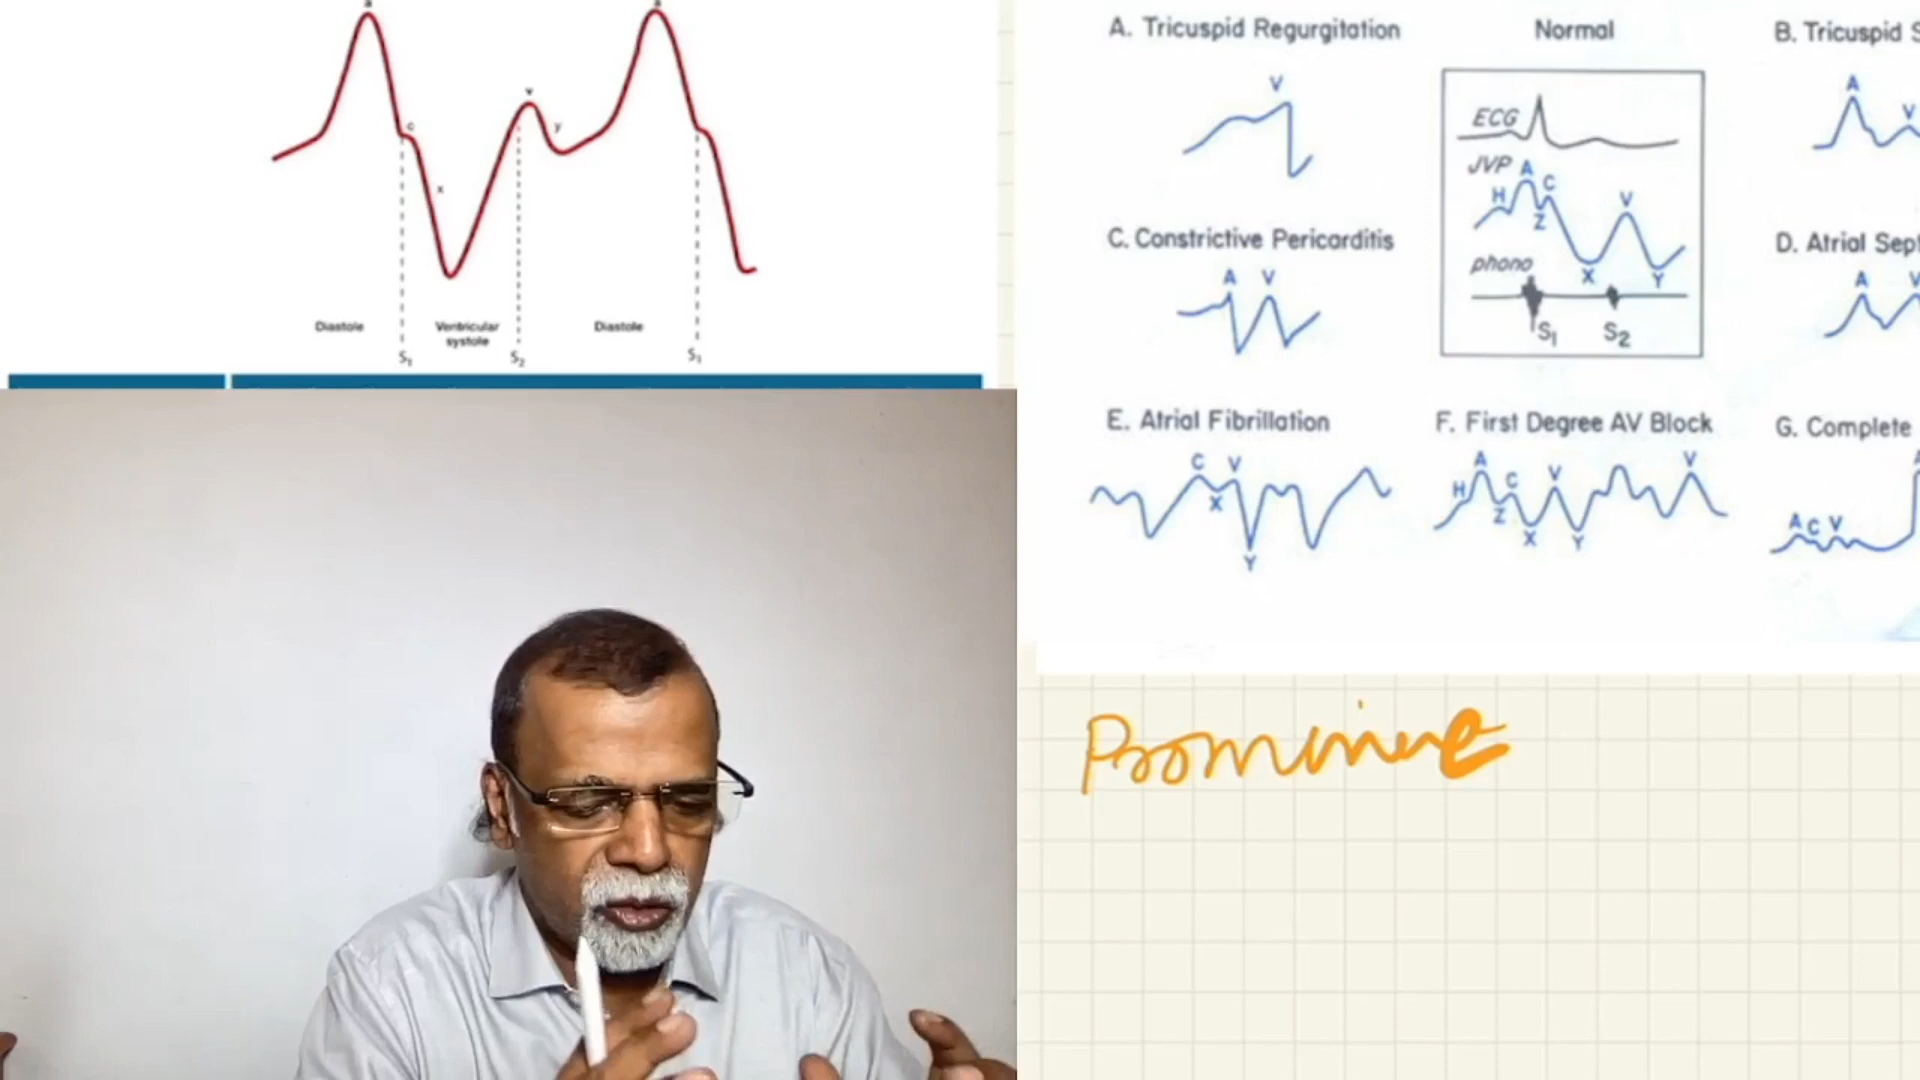 a
a
v
c
y
x
Diastole
Ventricular
systole
Diastole
S1
S2
S1
A. Tricuspid Regurgitation
Normal
B. Tricuspid S
V
ECG
JVP
A
C
H
Z
V
X
Y
phono
S1
S2
A
V
C. Constrictive Pericarditis
D. Atrial Sept
A V
A V
E. Atrial Fibrillation
F. First Degree AV Block
G. Complete
C V
X
Y
A
H
C
Z
V
X
Y
V
A
A C V
Prominene